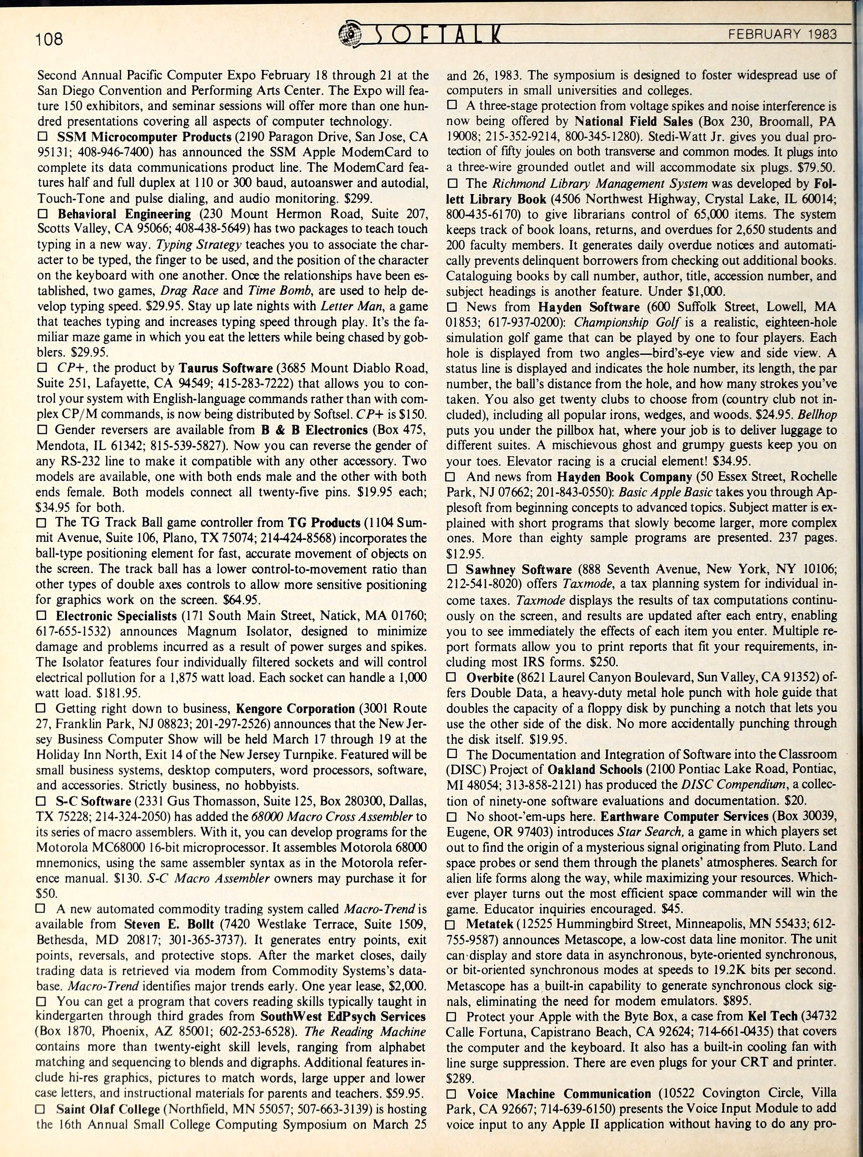 108
SOFTALK
FEBRUARY 1983
Second Annual Pacific Computer Expo February 18 through 21 at the
San Diego Convention and Performing Arts Center. The Expo will fea-
ture 150 exhibitors, and seminar sessions will offer more than one hun-
dred presentations covering all aspects of computer technology.
□ SSM Microcomputer Products (2190 Paragon Drive, San Jose, CA
95131; 408-946-7400) has announced the SSM Apple ModemCard to
complete its data communications product line. The ModemCard fea-
tures half and full duplex at 110 or 300 baud, autoanswer and autodial,
Touch-Tone and pulse dialing, and audio monitoring. $299.
□ Behavioral Engineering (230 Mount Hermon Road, Suite 207,
Scotts Valley, CA 95066; 408-438-5649) has two packages to teach touch
typing in a new way. Typing Strategy teaches you to associate the char-
acter to be typed, the finger to be used, and the position of the character
on the keyboard with one another. Once the relationships have been es-
tablished, two games, Drag Race and Time Bomb, are used to help de-
velop typing speed. $29.95. Stay up late nights with Letter Man, a game
that teaches typing and increases typing speed through play. It's the fa-
miliar maze game in which you eat the letters while being chased by gob-
blers. $29.95.
□ CP+, the product by Taurus Software (3685 Mount Diablo Road,
Suite 251, Lafayette, CA 94549; 415-283-7222) that allows you to con-
trol your system with English-language commands rather than with com-
plex CP/M commands, is now being distributed by Softsel. CP+ is $150.
□ Gender reversers are available from B & B Electronics (Box 475,
Mendota, IL 61342; 815-539-5827). Now you can reverse the gender of
any RS-232 line to make it compatible with any other accessory. Two
models are available, one with both ends male and the other with both
ends female. Both models connect all twenty-five pins. $19.95 each;
$34.95 for both.
□ The TG Track Ball game controller from TG Products (1104 Sum-
mit Avenue, Suite 106, Plano, TX 75074; 214-424-8568) incorporates the
ball-type positioning element for fast, accurate movement of objects on
the screen. The track ball has a lower control-to-movement ratio than
other types of double axes controls to allow more sensitive positioning
for graphics work on the screen. $64.95.
□ Electronic Specialists (171 South Main Street, Natick, MA 01760;
617-655-1532) announces Magnum Isolator, designed to minimize
damage and problems incurred as a result of power surges and spikes.
The Isolator features four individually filtered sockets and will control
electrical pollution for a 1,875 watt load. Each socket can handle a 1,000
watt load. $181.95.
□ Getting right down to business, Kengore Corporation (3001 Route
27, Franklin Park, NJ 08823; 201-297-2526) announces that the New Jer-
sey Business Computer Show will be held March 17 through 19 at the
Holiday Inn North, Exit 14 of the New Jersey Turnpike. Featured will be
small business systems, desktop computers, word processors, software,
and accessories. Strictly business, no hobbyists.
□ S-C Software (2331 Gus Thomasson, Suite 125, Box 280300, Dallas,
TX 75228; 214-324-2050) has added the 68000 Macro Cross Assembler to
its series of macro assemblers. With it, you can develop programs for the
Motorola MC68000 16-bit microprocessor. It assembles Motorola 68000
mnemonics, using the same assembler syntax as in the Motorola refer-
ence manual. $130. S-C Macro Assembler owners may purchase it for
$50.
□ A new automated commodity trading system called Macro-Trend is
available from Steven E. Bollt (7420 Westlake Terrace, Suite 1509,
Bethesda, MD 20817; 301-365-3737). It generates entry points, exit
points, reversals, and protective stops. After the market closes, daily
trading data is retrieved via modem from Commodity Systems's data-
base. Macro-Trend identifies major trends early. One year lease, $2,000.
□ You can get a program that covers reading skills typically taught in
kindergarten through third grades from SouthWest EdPsych Services
(Box 1870, Phoenix, AZ 85001; 602-253-6528). The Reading Machine
contains more than twenty-eight skill levels, ranging from alphabet
matching and sequencing to blends and digraphs. Additional features in-
clude hi-res graphics, pictures to match words, large upper and lower
case letters, and instructional materials for parents and teachers. $59.95.
□ Saint Olaf College (Northfield, MN 55057; 507-663-3139) is hosting
the 16th Annual Small College Computing Symposium on March 25
and 26, 1983. The symposium is designed to foster widespread use of
computers in small universities and colleges.
□ A three-stage protection from voltage spikes and noise interference is
now being offered by National Field Sales (Box 230, Broomall, PA
19008; 215-352-9214, 800-345-1280). Stedi-Watt Jr. gives you dual pro-
tection of fifty joules on both transverse and common modes. It plugs into
a three-wire grounded outlet and will accommodate six plugs. $79.50.
□ The Richmond Library Management System was developed by Fol-
lett Library Book (4506 Northwest Highway, Crystal Lake, IL 60014;
800-435-6170) to give librarians control of 65,000 items. The system
keeps track of book loans, returns, and overdues for 2,650 students and
200 faculty members. It generates daily overdue notices and automati-
cally prevents delinquent borrowers from checking out additional books.
Cataloguing books by call number, author, title, accession number, and
subject headings is another feature. Under $1,000.
□ News from Hayden Software (600 Suffolk Street, Lowell, MA
01853; 617-937-0200): Championship Golf is a realistic, eighteen-hole
simulation golf game that can be played by one to four players. Each
hole is displayed from two angles—bird's-eye view and side view. A
status line is displayed and indicates the hole number, its length, the par
number, the ball's distance from the hole, and how many strokes you've
taken. You also get twenty clubs to choose from (country club not in-
cluded), including all popular irons, wedges, and woods. $24.95. Bellhop
puts you under the pillbox hat, where your job is to deliver luggage to
different suites. A mischievous ghost and grumpy guests keep you on
your toes. Elevator racing is a crucial element! $34.95.
□ And news from Hayden Book Company (50 Essex Street, Rochelle
Park, NJ 07662; 201-843-0550): Basic Apple Basic takes you through Ap-
plesoft from beginning concepts to advanced topics. Subject matter is ex-
plained with short programs that slowly become larger, more complex
ones. More than eighty sample programs are presented. 237 pages.
$12.95.
□ Sawhney Software (888 Seventh Avenue, New York, NY 10106;
212-541-8020) offers Taxmode, a tax planning system for individual in-
come taxes. Taxmode displays the results of tax computations continu-
ously on the screen, and results are updated after each entry, enabling
you to see immediately the effects of each item you enter. Multiple re-
port formats allow you to print reports that fit your requirements, in-
cluding most IRS forms. $250.
□ Overbite (8621 Laurel Canyon Boulevard, Sun Valley, CA 91352) of-
fers Double Data, a heavy-duty metal hole punch with hole guide that
doubles the capacity of a floppy disk by punching a notch that lets you
use the other side of the disk. No more accidentally punching through
the disk itself. $19.95.
□ The Documentation and Integration of Software into the Classroom
(DISC) Project of Oakland Schools (2100 Pontiac Lake Road, Pontiac,
MI 48054; 313-858-2121) has produced the DISC Compendium, a collec-
tion of ninety-one software evaluations and documentation. $20.
□ No shoot-'em-ups here. Earthware Computer Services (Box 30039,
Eugene, OR 97403) introduces Star Search, a game in which players set
out to find the origin of a mysterious signal originating from Pluto. Land
space probes or send them through the planets' atmospheres. Search for
alien life forms along the way, while maximizing your resources. Which-
ever player turns out the most efficient space commander will win the
game. Educator inquiries encouraged. $45.
□ Metatek (12525 Hummingbird Street, Minneapolis, MN 55433; 612-
755-9587) announces Metascope, a low-cost data line monitor. The unit
can display and store data in asynchronous, byte-oriented synchronous,
or bit-oriented synchronous modes at speeds to 19.2K bits per second.
Metascope has a built-in capability to generate synchronous clock sig-
nals, eliminating the need for modem emulators. $895.
□ Protect your Apple with the Byte Box, a case from Kel Tech (34732
Calle Fortuna, Capistrano Beach, CA 92624; 714-661-0435) that covers
the computer and the keyboard. It also has a built-in cooling fan with
line surge suppression. There are even plugs for your CRT and printer.
$289.
□ Voice Machine Communication (10522 Covington Circle, Villa
Park, CA 92667; 714-639-6150) presents the Voice Input Module to add
voice input to any Apple II application without having to do any pro-